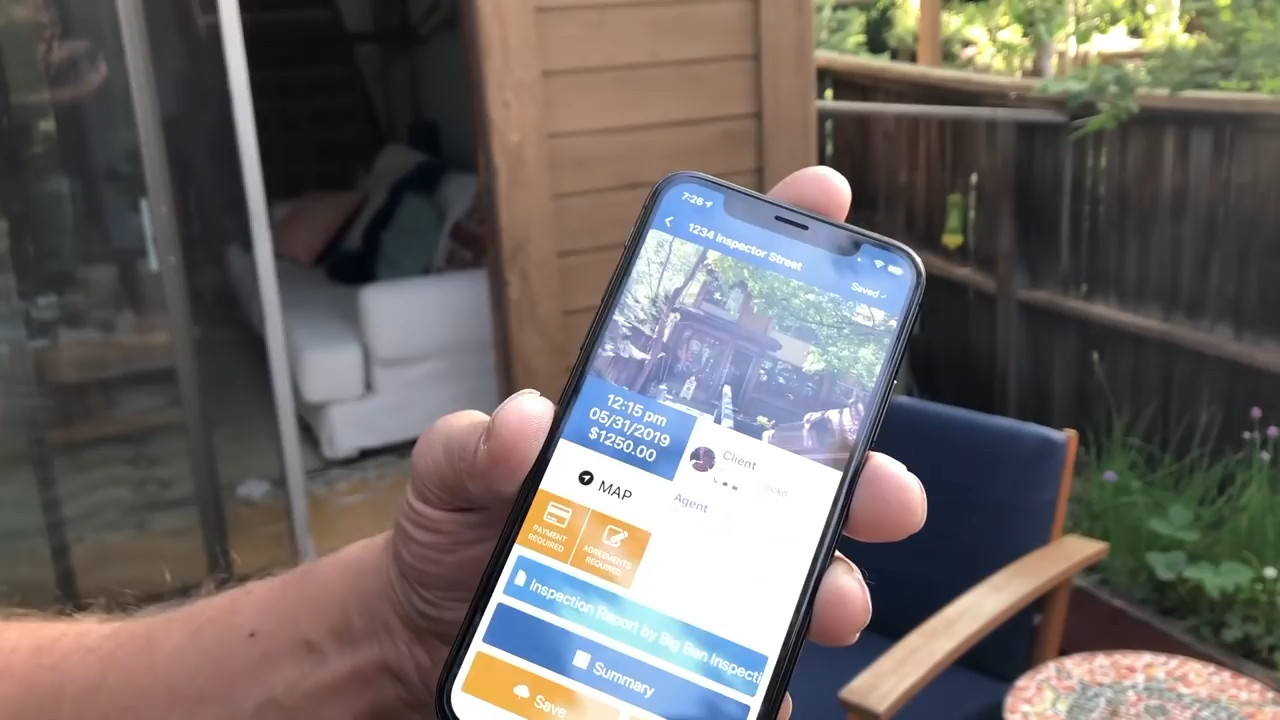 7:26
1234 Inspector Street
Saved
12:15 pm
05/31/2019
$1250.00
Client
MAP
Agent
PAYMENT
REQUIRED
AGREEMENTS
REQUIRED
Inspection Report by Big Ben Inspecti
Summary
Save